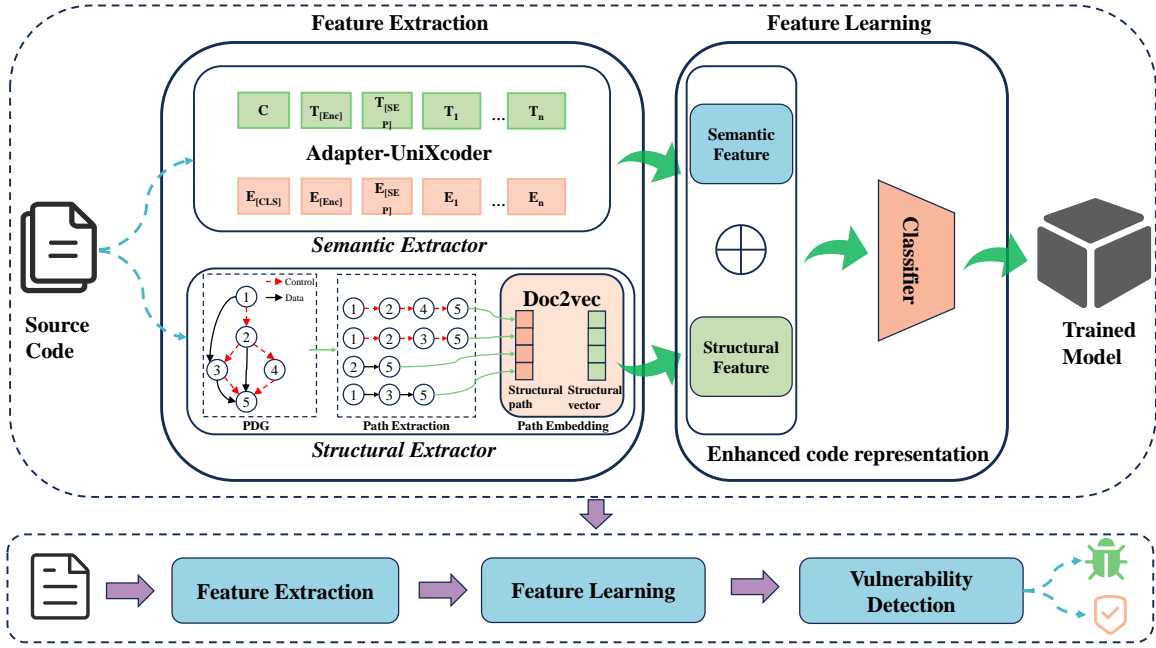 Feature Extraction
Feature Learning
C
T[Enc]
T[SE
P]
T1
...
Tn
Adapter-UniXcoder
E[CLS]
E[Enc]
E[SE
P]
E1
...
En
Semantic Extractor
Source
Code
Control
Data
1
2
3
4
5
PDG
1
2
4
5
1
2
3
5
2
5
1
3
5
Path Extraction
Doc2vec
Structural
path
Structural
vector
Path Embedding
Structural Extractor
Semantic
Feature
Structural
Feature
Enhanced code representation
Classifier
Trained
Model
Feature Extraction
Feature Learning
Vulnerability
Detection